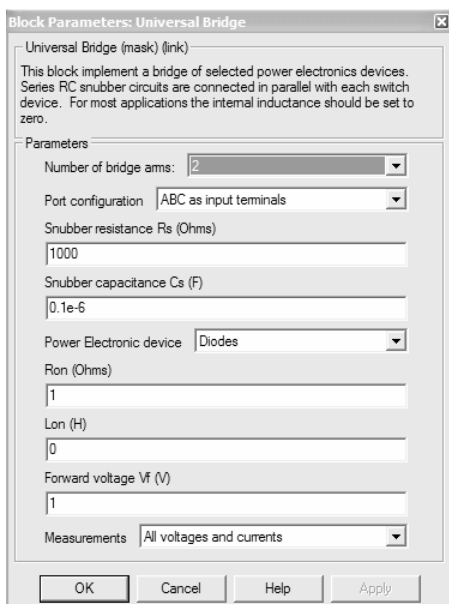 Block Parameters: Universal Bridge
Universal Bridge (mask) (link)
This block implement a bridge of selected power electronics devices.
Series RC snubber circuits are connected in parallel with each switch
device. For most applications the internal inductance should be set to
zero.
Parameters
Number of bridge arms: 2
Port configuration ABC as input terminals
Snubber resistance Rs (Ohms)
1000
Snubber capacitance Cs (F)
0.1e-6
Power Electronic device Diodes
Ron (Ohms)
1
Lon (H)
0
Forward voltage Vf (V)
1
Measurements All voltages and currents
OK Cancel Help Apply